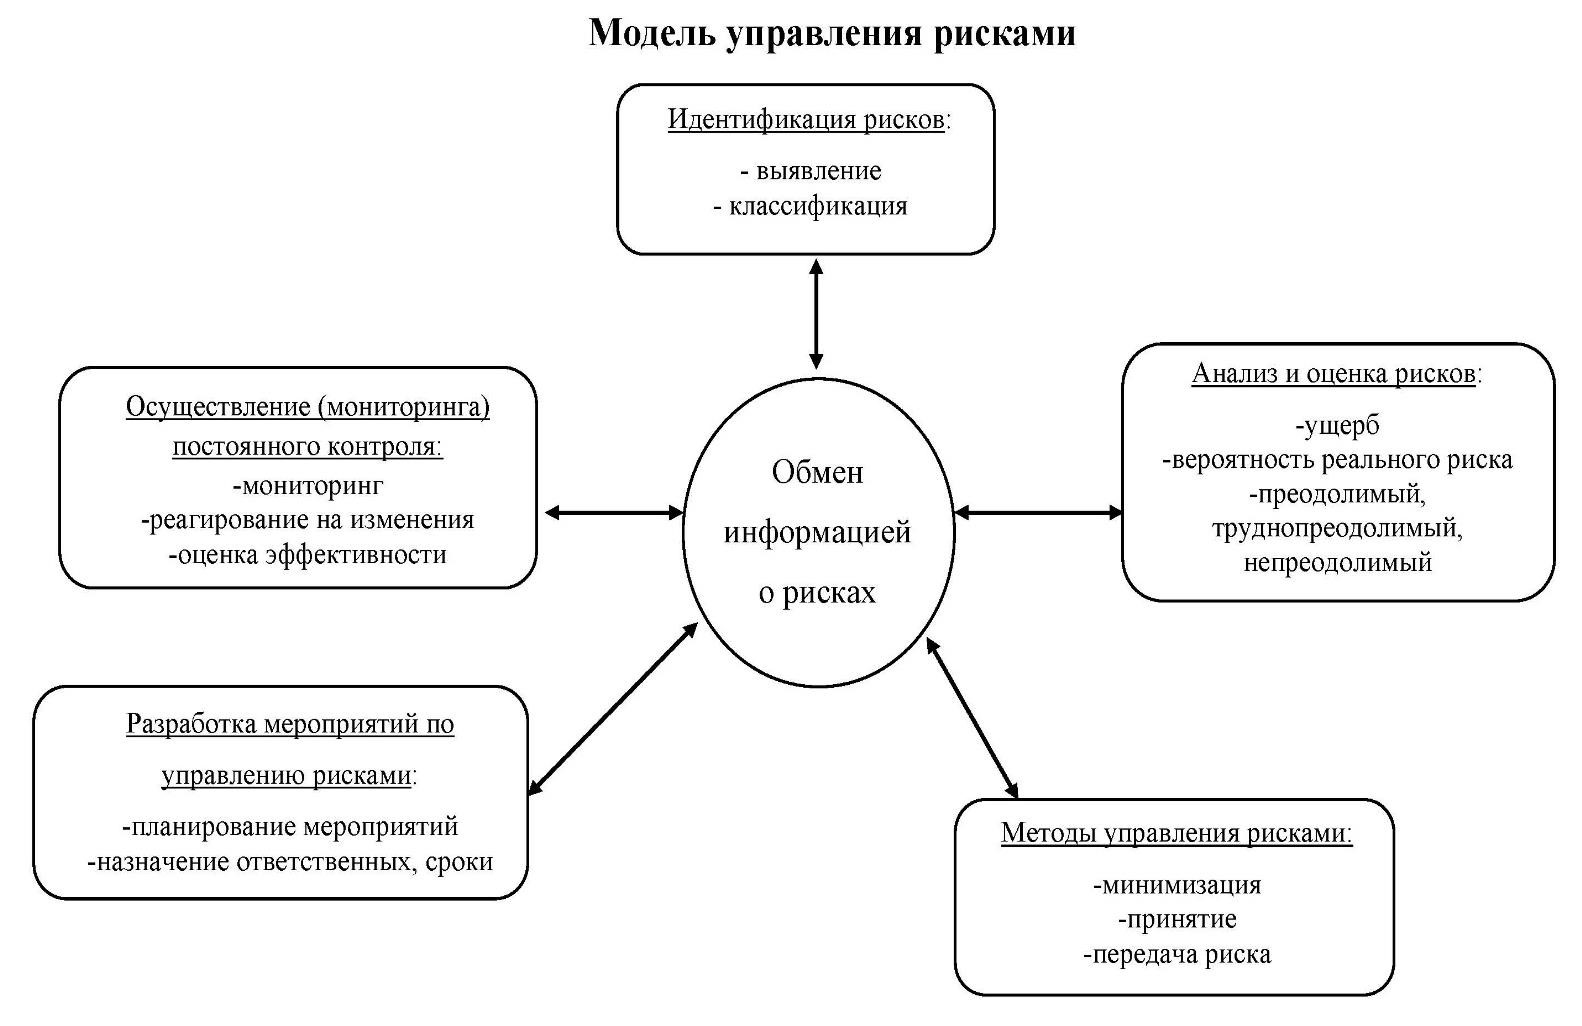 Модель управления рисками
Идентификация рисков:
- выявление
- классификация
Анализ и оценка рисков:
-ущерб
-вероятность реального риска
-преодолимый,
труднопреодолимый,
непреодолимый
Осуществление (мониторинга)
постоянного контроля:
-мониторинг
-реагирование на изменения
-оценка эффективности
Обмен
информацией
о рисках
Разработка мероприятий по
управлению рисками:
-планирование мероприятий
-назначение ответственных, сроки
Методы управления рисками:
-минимизация
-принятие
-передача риска